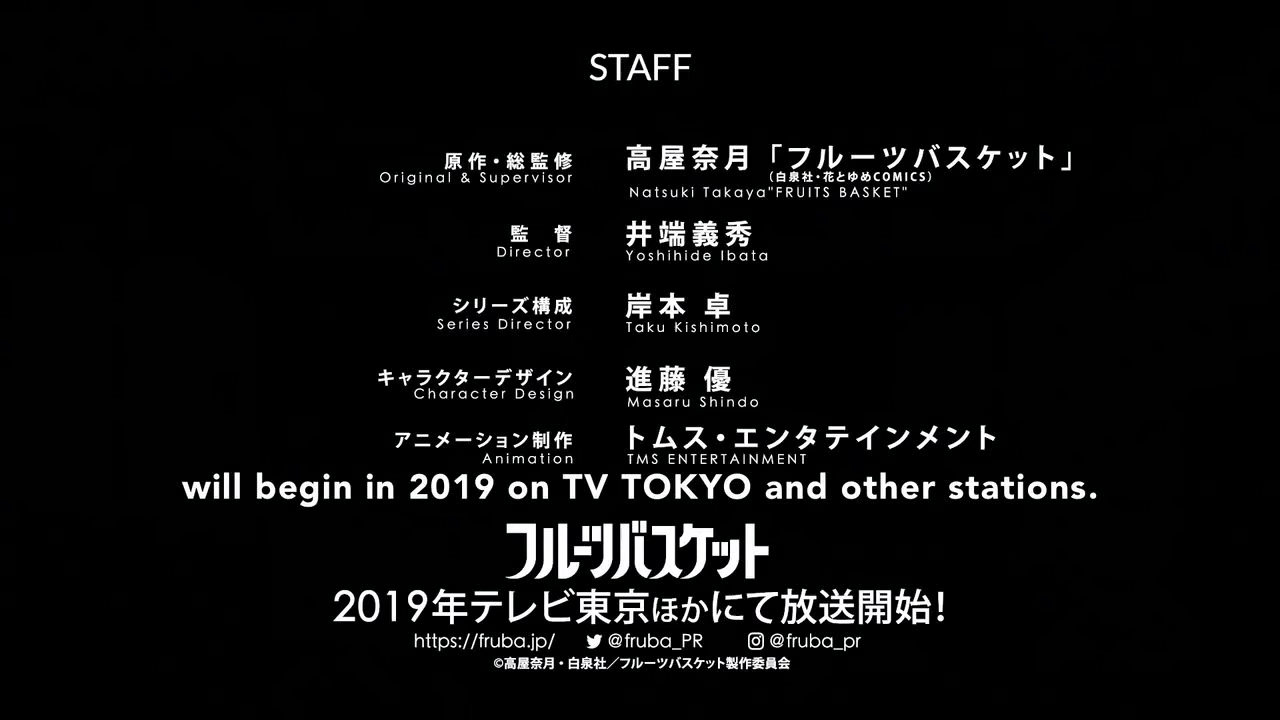 STAFF
原作・総監修 高屋奈月「フルーツバスケット」
(白泉社・花とゆめCOMICS)
Original & Supervisor Natsuki Takaya"FRUITS BASKET"
監 督 井端義秀
Director Yoshihide Ibata
シリーズ構成 岸本 卓
Series Director Taku Kishimoto
キャラクターデザイン 進藤 優
Character Design Masaru Shindo
アニメーション制作 トムス・エンタテインメント
Animation TMS ENTERTAINMENT
will begin in 2019 on TV TOKYO and other stations.
フルーツバスケット
2019年テレビ東京ほかにて放送開始!
https://fruba.jp/ @fruba_PR @fruba_pr
©高屋奈月・白泉社／フルーツバスケット製作委員会